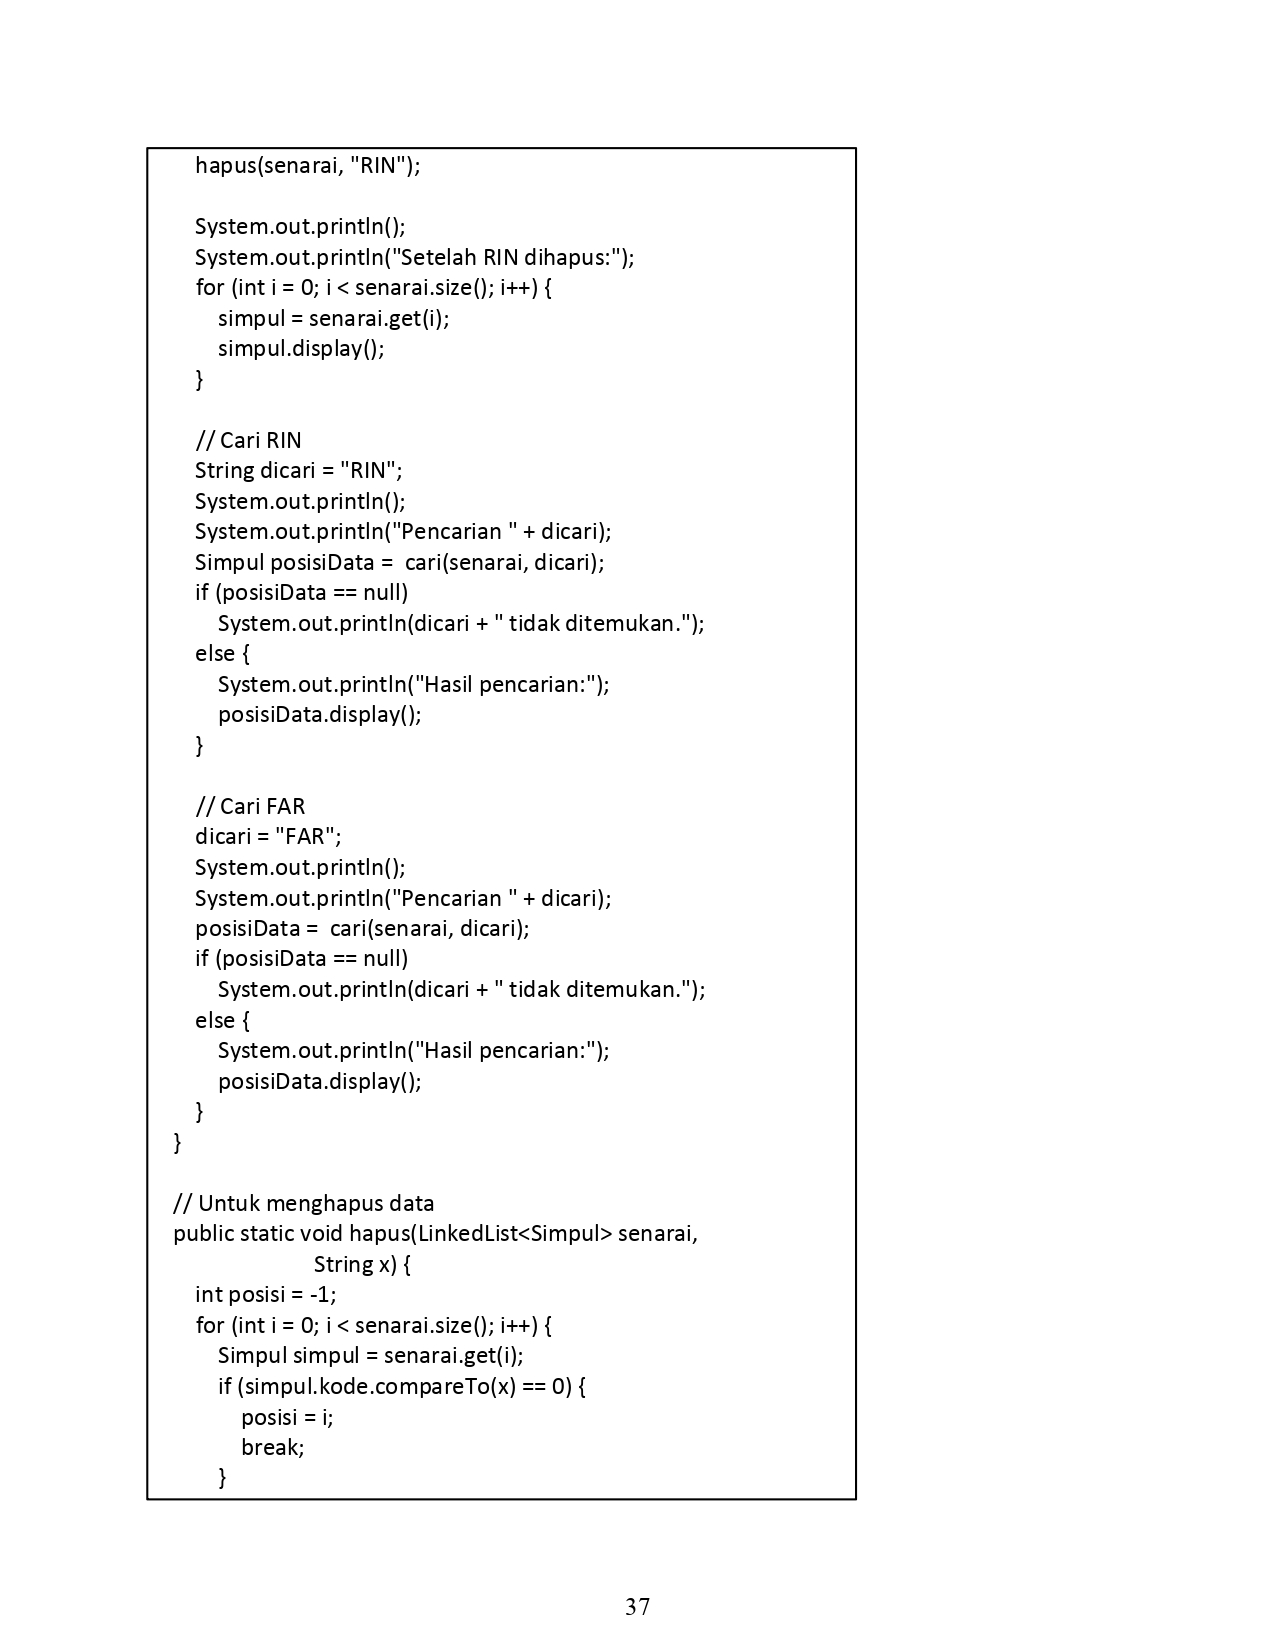 hapus(senarai, "RIN");

System.out.println();
System.out.println("Setelah RIN dihapus:");
for (int i = 0; i < senarai.size(); i++) {
simpul = senarai.get(i);
simpul.display();
}

// Cari RIN
String dicari = "RIN";
System.out.println();
System.out.println("Pencarian " + dicari);
Simpul posisiData =  cari(senarai, dicari);
if (posisiData == null)
System.out.println(dicari + " tidak ditemukan.");
else {
System.out.println("Hasil pencarian:");
posisiData.display();
}

// Cari FAR
dicari = "FAR";
System.out.println();
System.out.println("Pencarian " + dicari);
posisiData =  cari(senarai, dicari);
if (posisiData == null)
System.out.println(dicari + " tidak ditemukan.");
else {
System.out.println("Hasil pencarian:");
posisiData.display();
}
}

// Untuk menghapus data
public static void hapus(LinkedList<Simpul> senarai,
String x) {
int posisi = -1;
for (int i = 0; i < senarai.size(); i++) {
Simpul simpul = senarai.get(i);
if (simpul.kode.compareTo(x) == 0) {
posisi = i;
break;
}
37